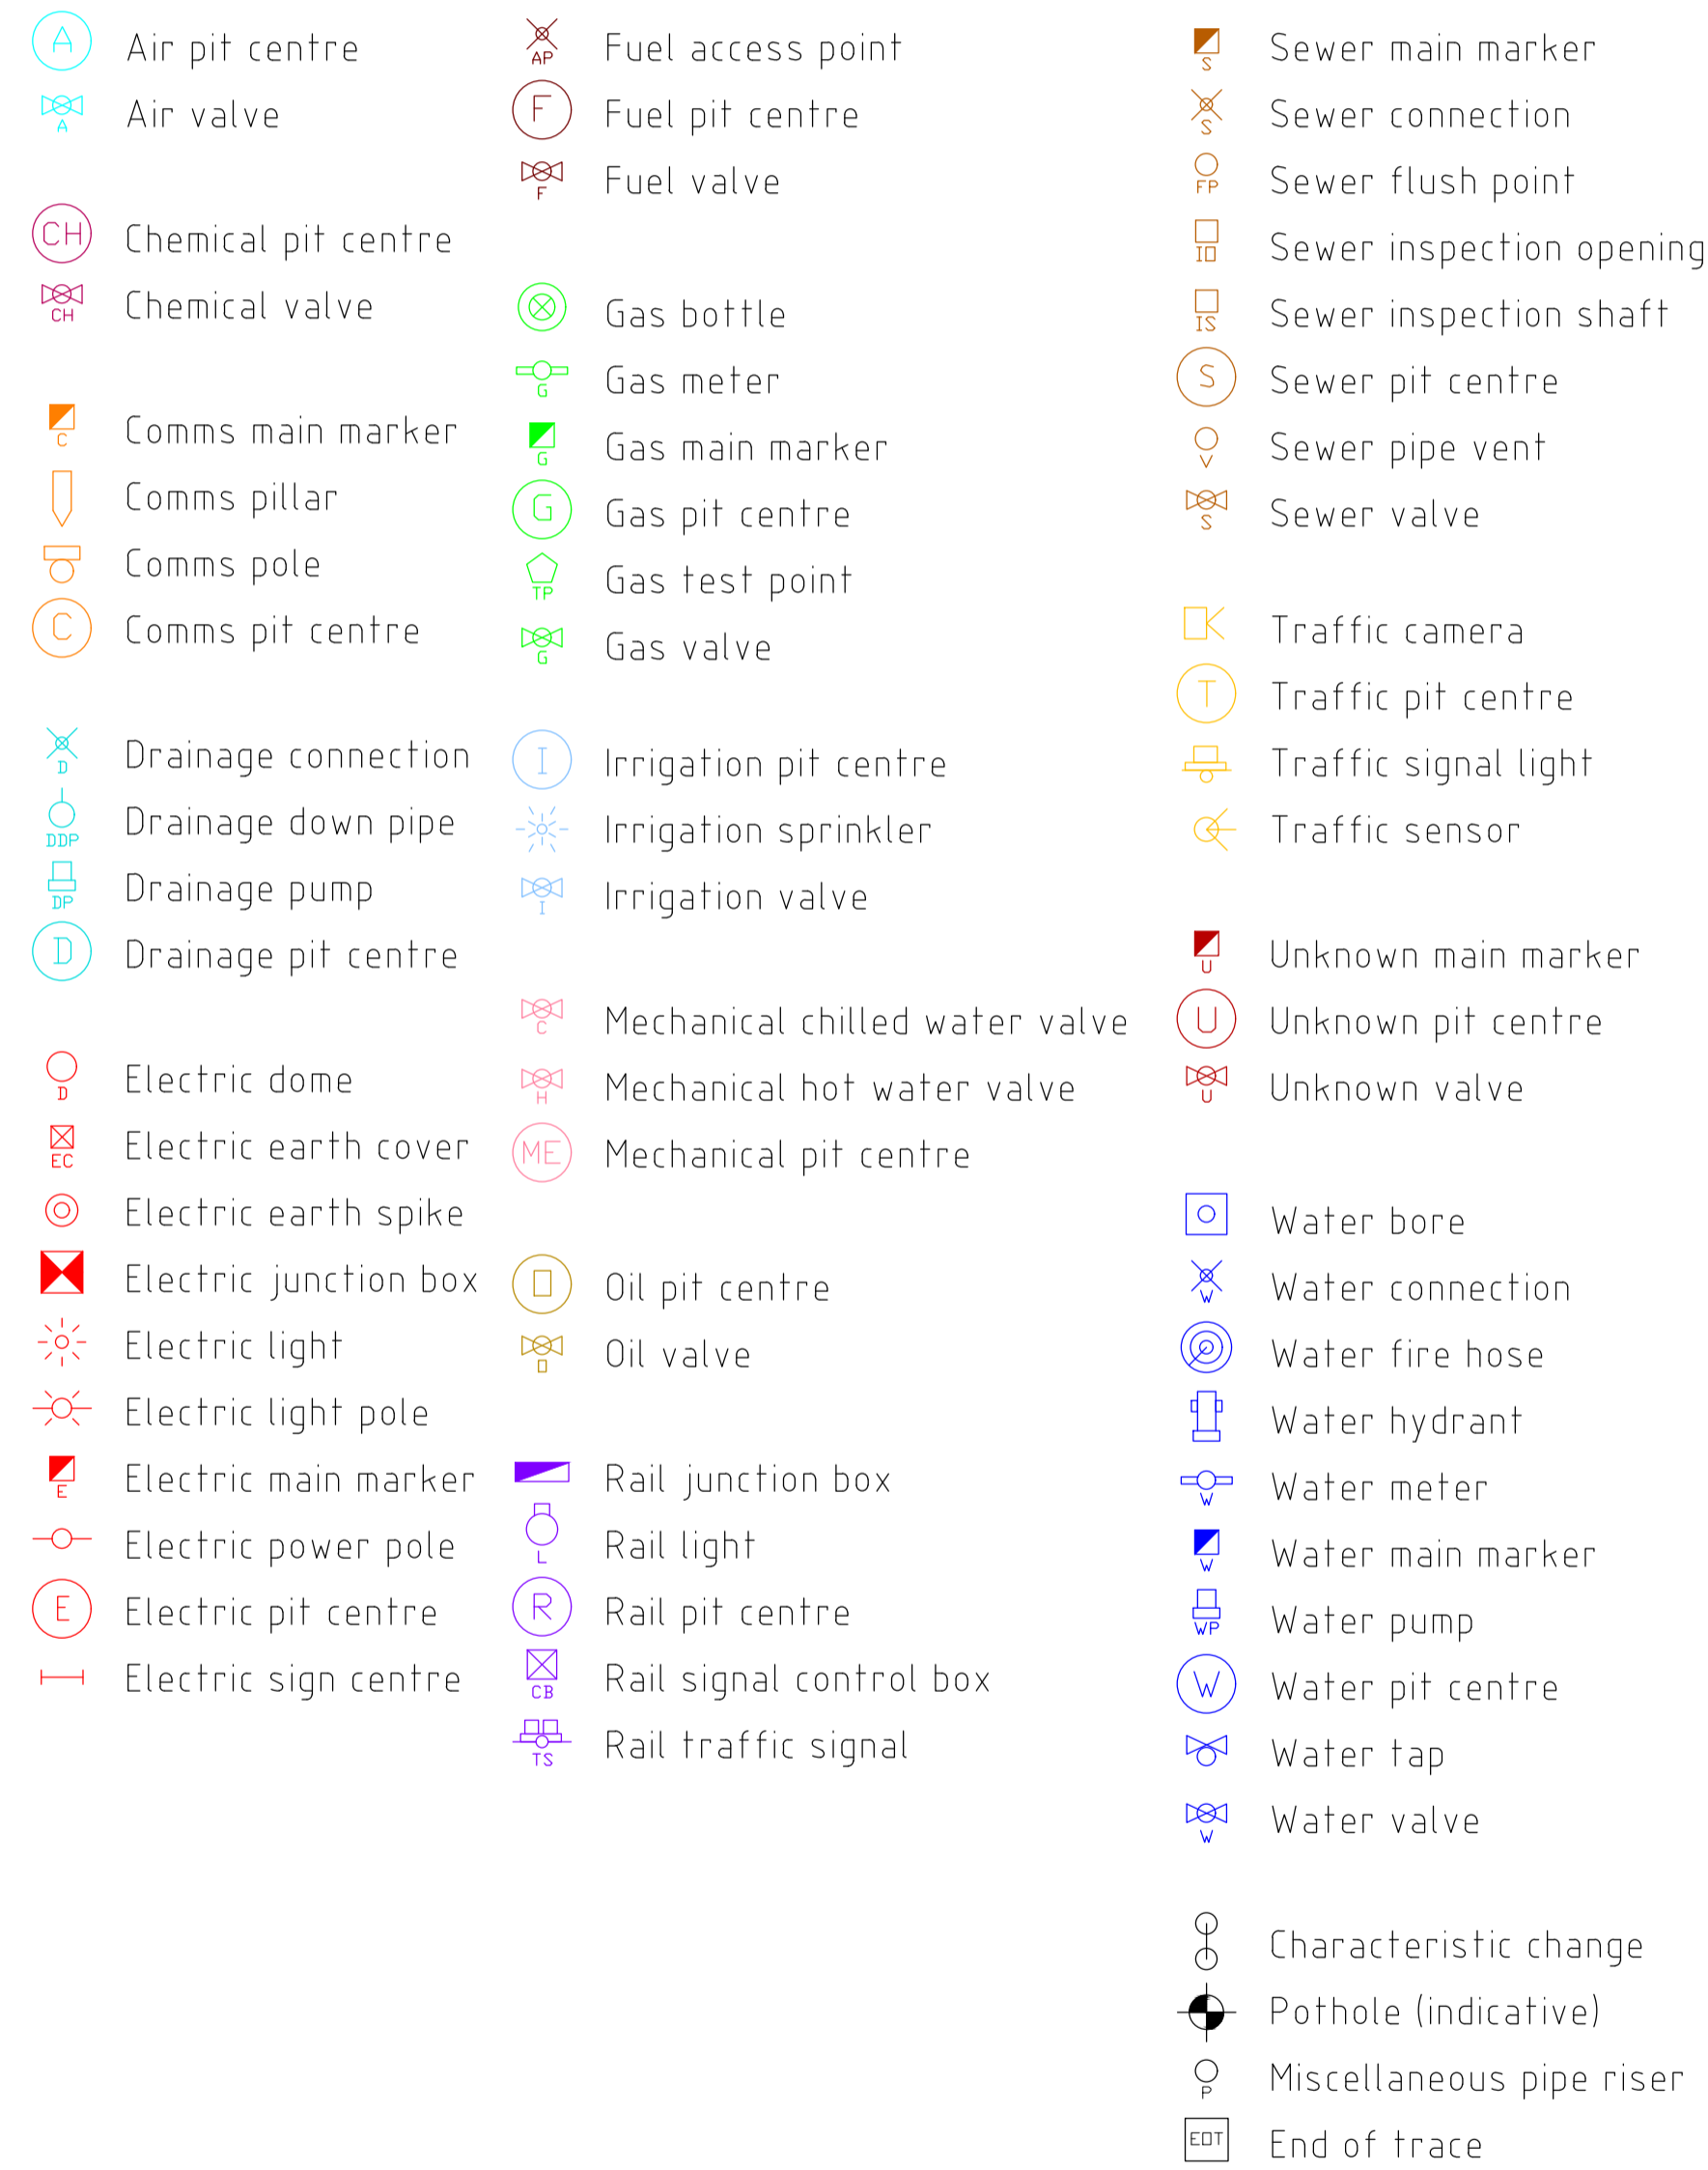 A Air pit centre
A Air valve
CH Chemical pit centre
CH Chemical valve
C Comms main marker
Comms pillar
Comms pole
C Comms pit centre
D Drainage connection
DDP Drainage down pipe
DP Drainage pump
D Drainage pit centre
D Electric dome
EC Electric earth cover
Electric earth spike
Electric junction box
Electric light
Electric light pole
E Electric main marker
Electric power pole
E Electric pit centre
Electric sign centre
AP Fuel access point
F Fuel pit centre
F Fuel valve
Gas bottle
G Gas meter
G Gas main marker
G Gas pit centre
TP Gas test point
G Gas valve
I Irrigation pit centre
Irrigation sprinkler
I Irrigation valve
C Mechanical chilled water valve
H Mechanical hot water valve
ME Mechanical pit centre
O Oil pit centre
O Oil valve
Rail junction box
L Rail light
R Rail pit centre
CB Rail signal control box
TS Rail traffic signal
S Sewer main marker
S Sewer connection
FP Sewer flush point
IO Sewer inspection opening
IS Sewer inspection shaft
S Sewer pit centre
V Sewer pipe vent
S Sewer valve
Traffic camera
T Traffic pit centre
Traffic signal light
Traffic sensor
U Unknown main marker
U Unknown pit centre
U Unknown valve
Water bore
W Water connection
Water fire hose
Water hydrant
W Water meter
W Water main marker
WP Water pump
W Water pit centre
Water tap
W Water valve
Characteristic change
Pothole (indicative)
P Miscellaneous pipe riser
EOT End of trace